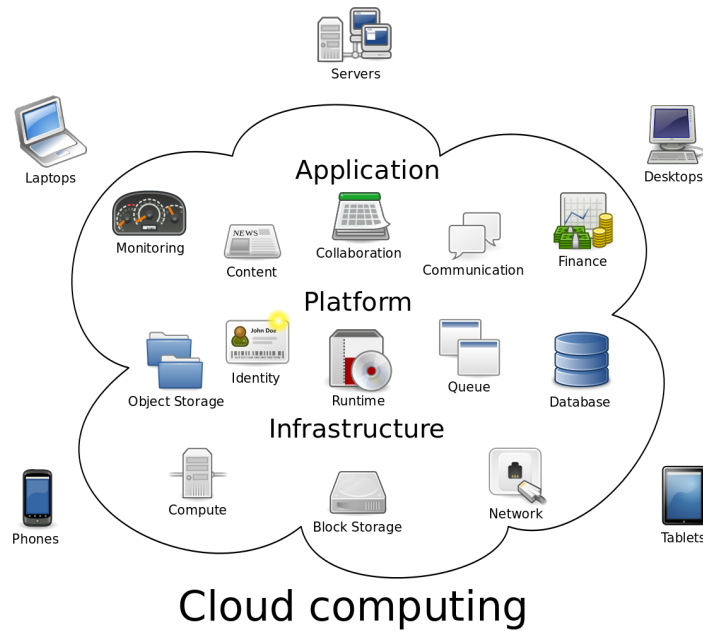 Servers
Laptops
Desktops
Application
Monitoring
NEWS
Content
Collaboration
Communication
Finance
Platform
John Doe
Object Storage
Identity
Runtime
Queue
Database
Infrastructure
Compute
Block Storage
Network
Phones
Tablets
Cloud computing